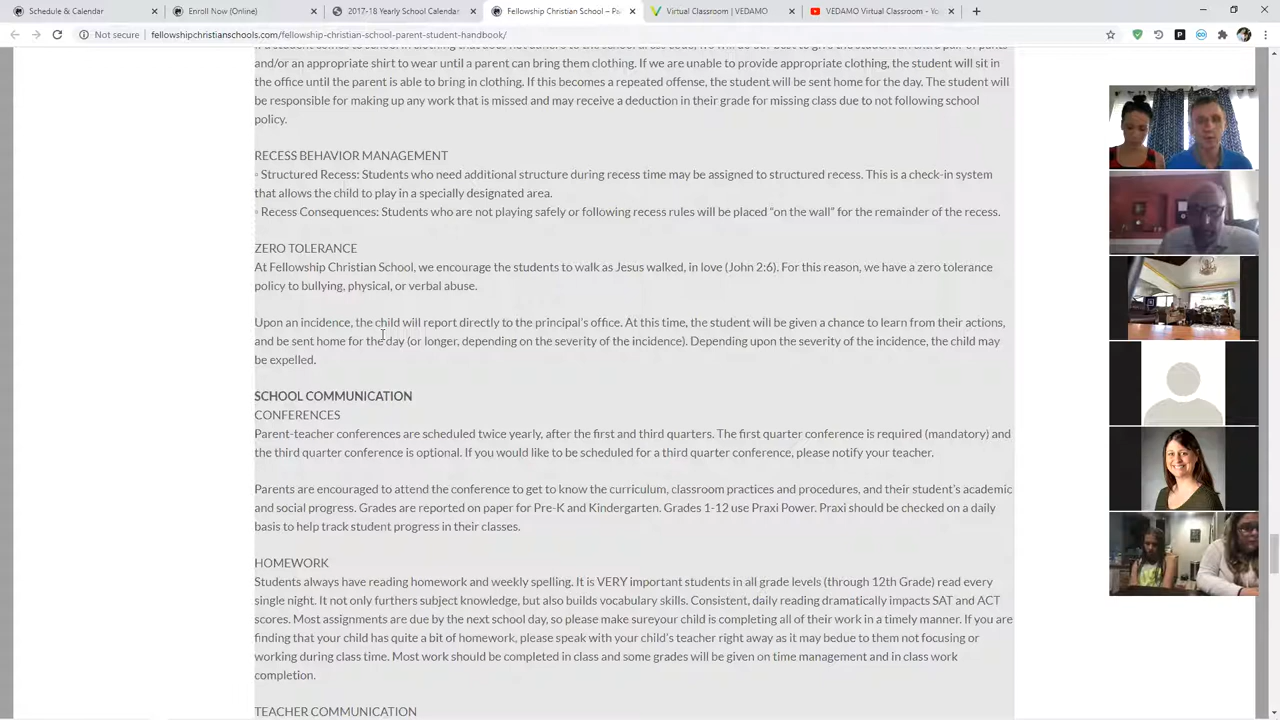 Schedule & Calendar
Enroll Now (Online)
2017-18 Yearly School Calendar
Fellowship Christian School – Pa
Virtual Classroom | VEDAMO
VEDAMO Virtual Classroom - Yo
Not secure | fellowshipchristianschools.com/fellowship-christian-school-parent-student-handbook/
and/or an appropriate shirt to wear until a parent can bring them clothing. If we are unable to provide appropriate clothing, the student will sit in
the office until the parent is able to bring in clothing. If this becomes a repeated offense, the student will be sent home for the day. The student will
be responsible for making up any work that is missed and may receive a deduction in their grade for missing class due to not following school
policy.
RECESS BEHAVIOR MANAGEMENT
◦ Structured Recess: Students who need additional structure during recess time may be assigned to structured recess. This is a check-in system
that allows the child to play in a specially designated area.
◦ Recess Consequences: Students who are not playing safely or following recess rules will be placed “on the wall” for the remainder of the recess.
ZERO TOLERANCE
At Fellowship Christian School, we encourage the students to walk as Jesus walked, in love (John 2:6). For this reason, we have a zero tolerance
policy to bullying, physical, or verbal abuse.
Upon an incidence, the child will report directly to the principal’s office. At this time, the student will be given a chance to learn from their actions,
and be sent home for the day (or longer, depending on the severity of the incidence). Depending upon the severity of the incidence, the child may
be expelled.
SCHOOL COMMUNICATION
CONFERENCES
Parent-teacher conferences are scheduled twice yearly, after the first and third quarters. The first quarter conference is required (mandatory) and
the third quarter conference is optional. If you would like to be scheduled for a third quarter conference, please notify your teacher.
Parents are encouraged to attend the conference to get to know the curriculum, classroom practices and procedures, and their student’s academic
and social progress. Grades are reported on paper for Pre-K and Kindergarten. Grades 1-12 use Praxi Power. Praxi should be checked on a daily
basis to help track student progress in their classes.
HOMEWORK
Students always have reading homework and weekly spelling. It is VERY important students in all grade levels (through 12th Grade) read every
single night. It not only furthers subject knowledge, but also builds vocabulary skills. Consistent, daily reading dramatically impacts SAT and ACT
scores. Most assignments are due by the next school day, so please make sureyour child is completing all of their work in a timely manner. If you are
finding that your child has quite a bit of homework, please speak with your child’s teacher right away as it may bedue to them not focusing or
working during class time. Most work should be completed in class and some grades will be given on time management and in class work
completion.
TEACHER COMMUNICATION